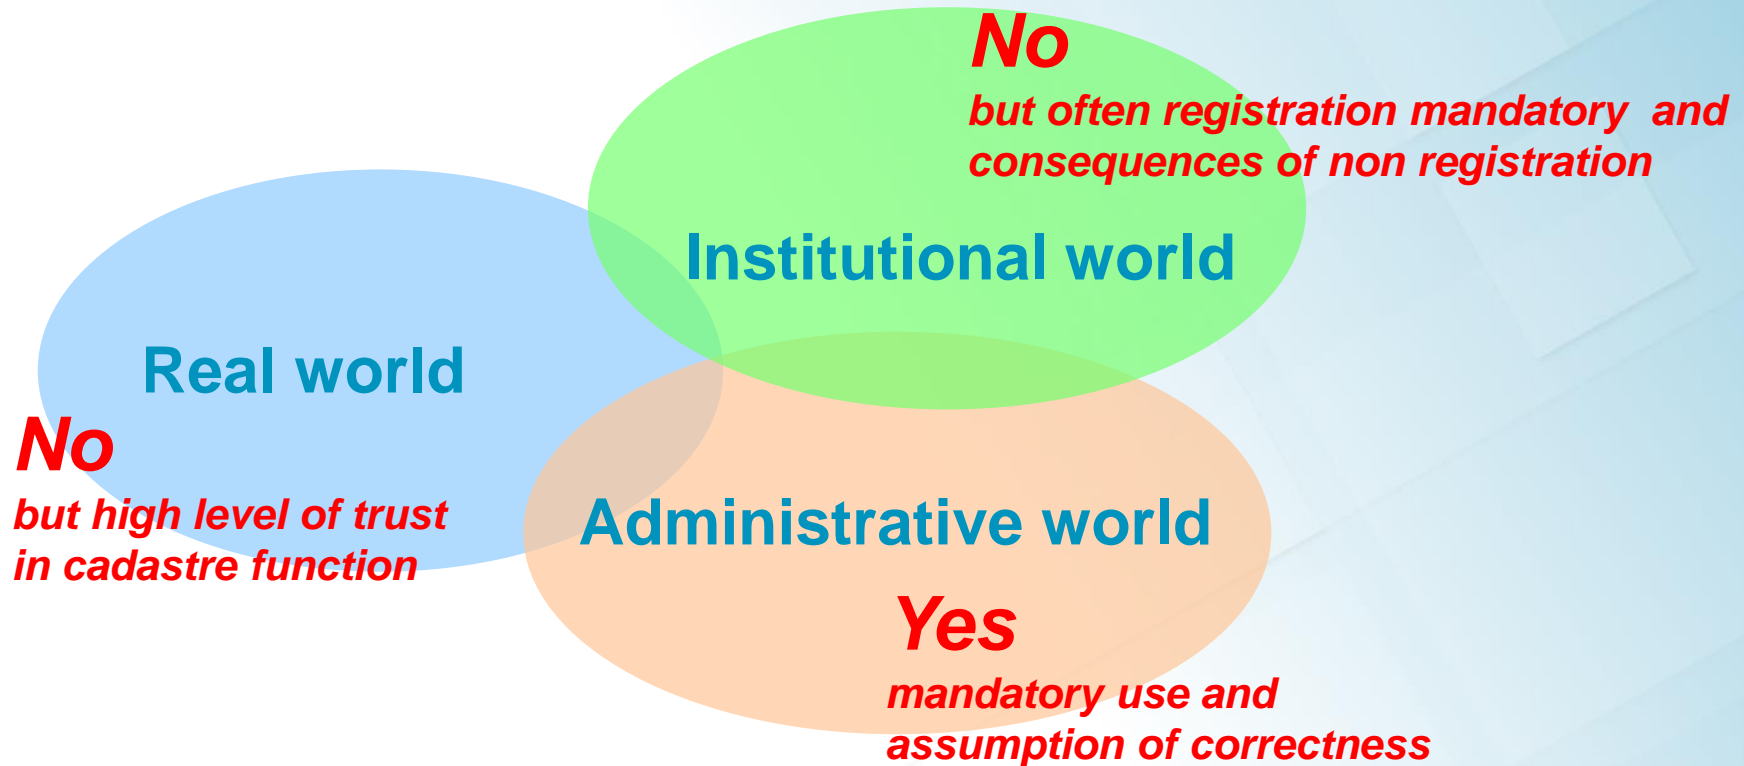 No
but often registration mandatory and
consequences of non registration
Institutional world
Real world
No
but high level of trust
in cadastre function
Administrative world
Yes
mandatory use and
assumption of correctness